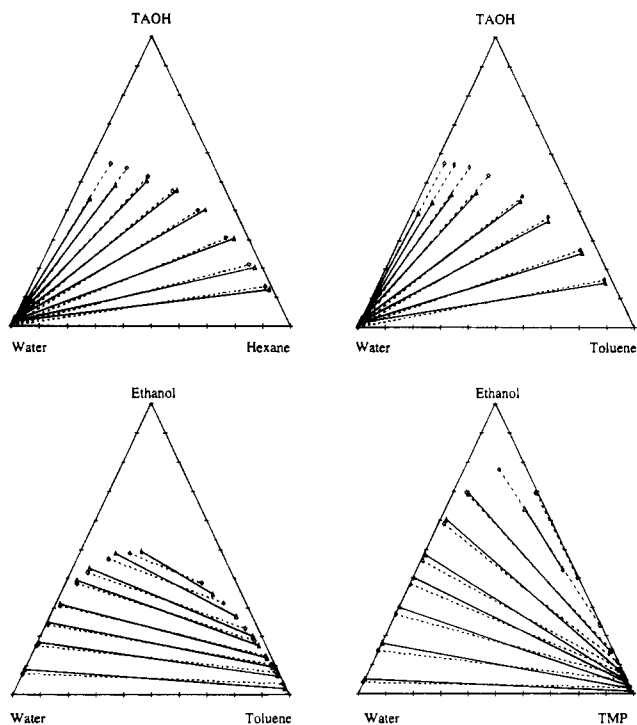 TAOH
TAOH
Water
Hexane
Water
Toluene
Ethanol
Ethanol
Water
Toluene
Water
TMP